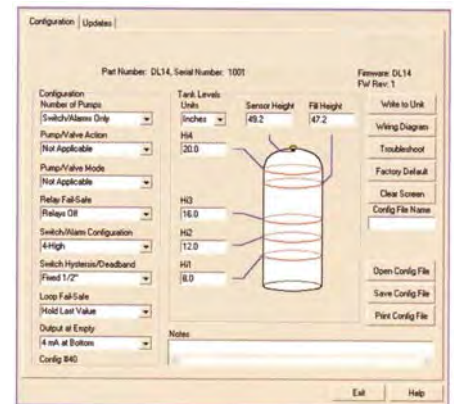 Configuration Updates
Part Number: DL14, Serial Number: 1001
Firmware: DL14
FW Rev: 1
Configuration
Number of Pumps
Switch/Alarms Only
Pump/Valve Action
Not Applicable
Pump/Valve Mode
Not Applicable
Relay Fail-Safe
Relays Off
Switch/Alarm Configuration
4-High
Switch Hystersis/Deadband
Fixed 1/2"
Loop Fail-Safe
Hold Last Value
Output at Empty
4 mA at Bottom
Config #40
Tank Levels
Units
Inches
Sensor Height
49.2
Fill Height
47.2
Hi4
20.0
Hi3
16.0
Hi2
12.0
Hi1
8.0
Notes
Write to Unit
Wiring Diagram
Troubleshoot
Factory Default
Clear Screen
Config File Name
Open Config File
Save Config File
Print Config File
Exit Help